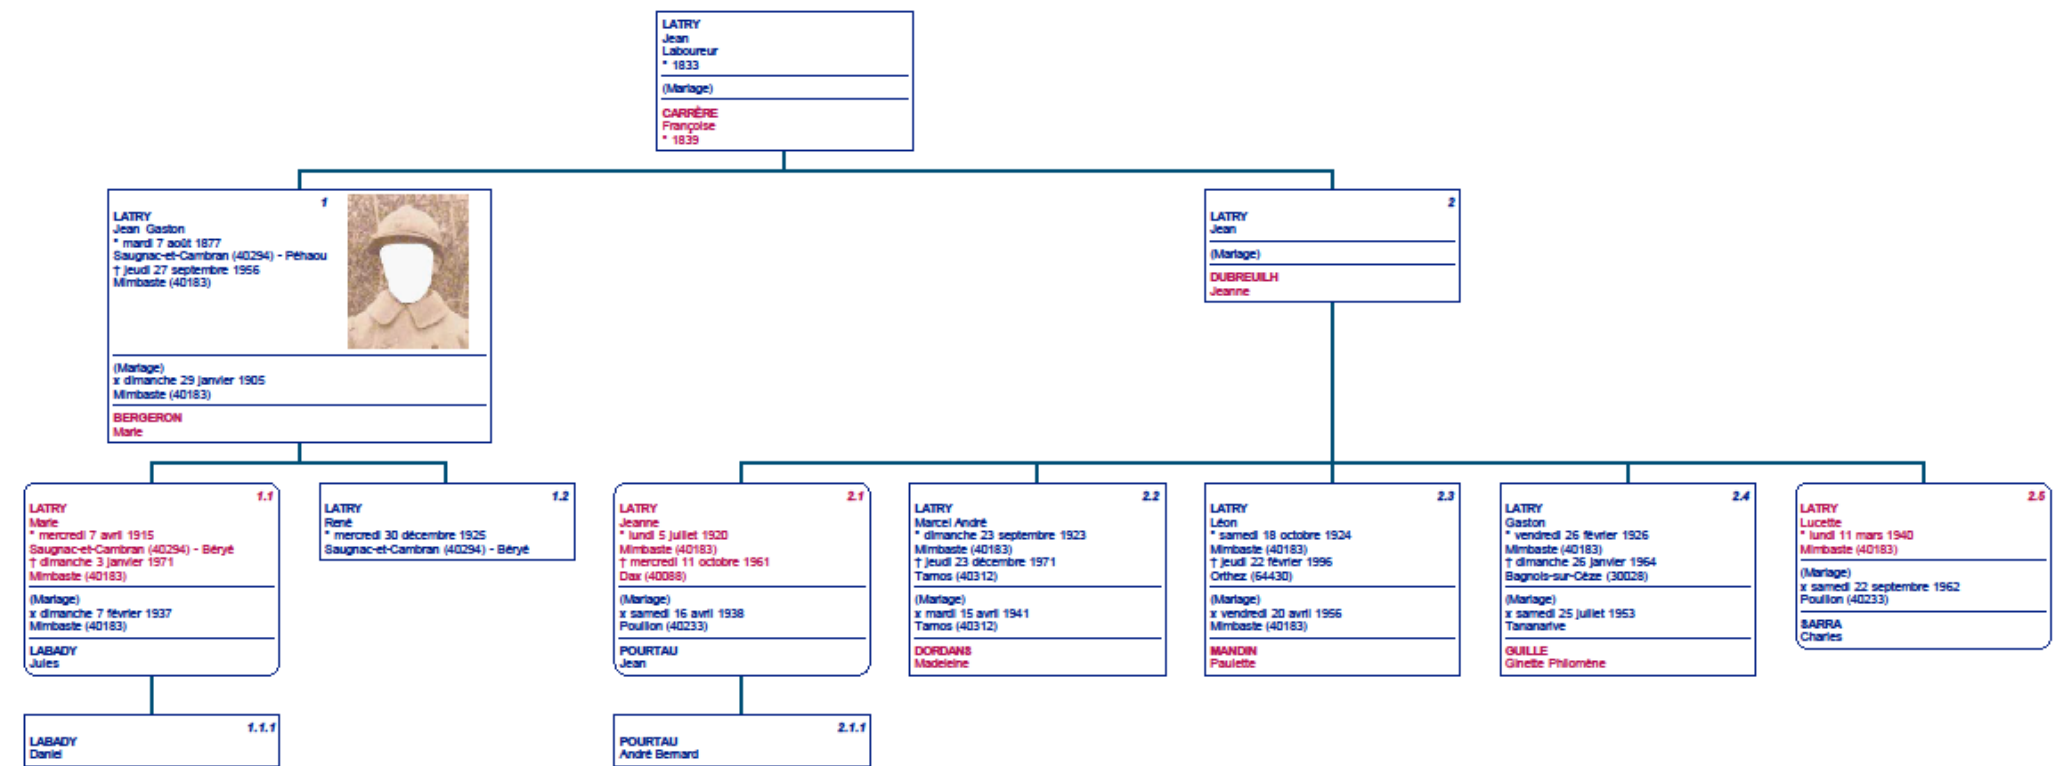 LATRY
Jean
Laboureur
* 1833
(Mariage)
CARRÈRE
Françoise
* 1839
1
LATRY
Jean Gaston
* mardi 7 août 1877
Saugnac-et-Cambran (40294) - Péhaou
† jeudi 27 septembre 1956
Mimbaste (40183)
(Mariage)
x dimanche 29 janvier 1905
Mimbaste (40183)
BERGERON
Marie
2
LATRY
Jean
(Mariage)
DUBREUILH
Jeanne
1.1
LATRY
Marie
* mercredi 7 avril 1915
Saugnac-et-Cambran (40294) - Béryé
† dimanche 3 janvier 1971
Mimbaste (40183)
(Mariage)
x dimanche 7 février 1937
Mimbaste (40183)
LABADY
Jules
1.2
LATRY
René
* mercredi 30 décembre 1925
Saugnac-et-Cambran (40294) - Béryé
2.1
LATRY
Jeanne
* lundi 5 juillet 1920
Mimbaste (40183)
† mercredi 11 octobre 1961
Dax (40088)
(Mariage)
x samedi 16 avril 1938
Pouillon (40233)
POURTAU
Jean
2.2
LATRY
Marcel André
* dimanche 23 septembre 1923
Mimbaste (40183)
† jeudi 23 décembre 1971
Tarnos (40312)
(Mariage)
x mardi 15 avril 1941
Tarnos (40312)
DORDANS
Madeleine
2.3
LATRY
Léon
* samedi 18 octobre 1924
Mimbaste (40183)
† jeudi 22 février 1996
Orthez (64430)
(Mariage)
x vendredi 20 avril 1956
Mimbaste (40183)
MANDIN
Paulette
2.4
LATRY
Gaston
* vendredi 26 février 1926
Mimbaste (40183)
† dimanche 26 janvier 1964
Bagnols-sur-Cèze (30028)
(Mariage)
x samedi 25 juillet 1953
Tananarive
GUILLE
Ginette Philomène
2.5
LATRY
Lucette
* lundi 11 mars 1940
Mimbaste (40183)
(Mariage)
x samedi 22 septembre 1962
Pouillon (40233)
SARRA
Charles
1.1.1
LABADY
Daniel
2.1.1
POURTAU
André Bernard